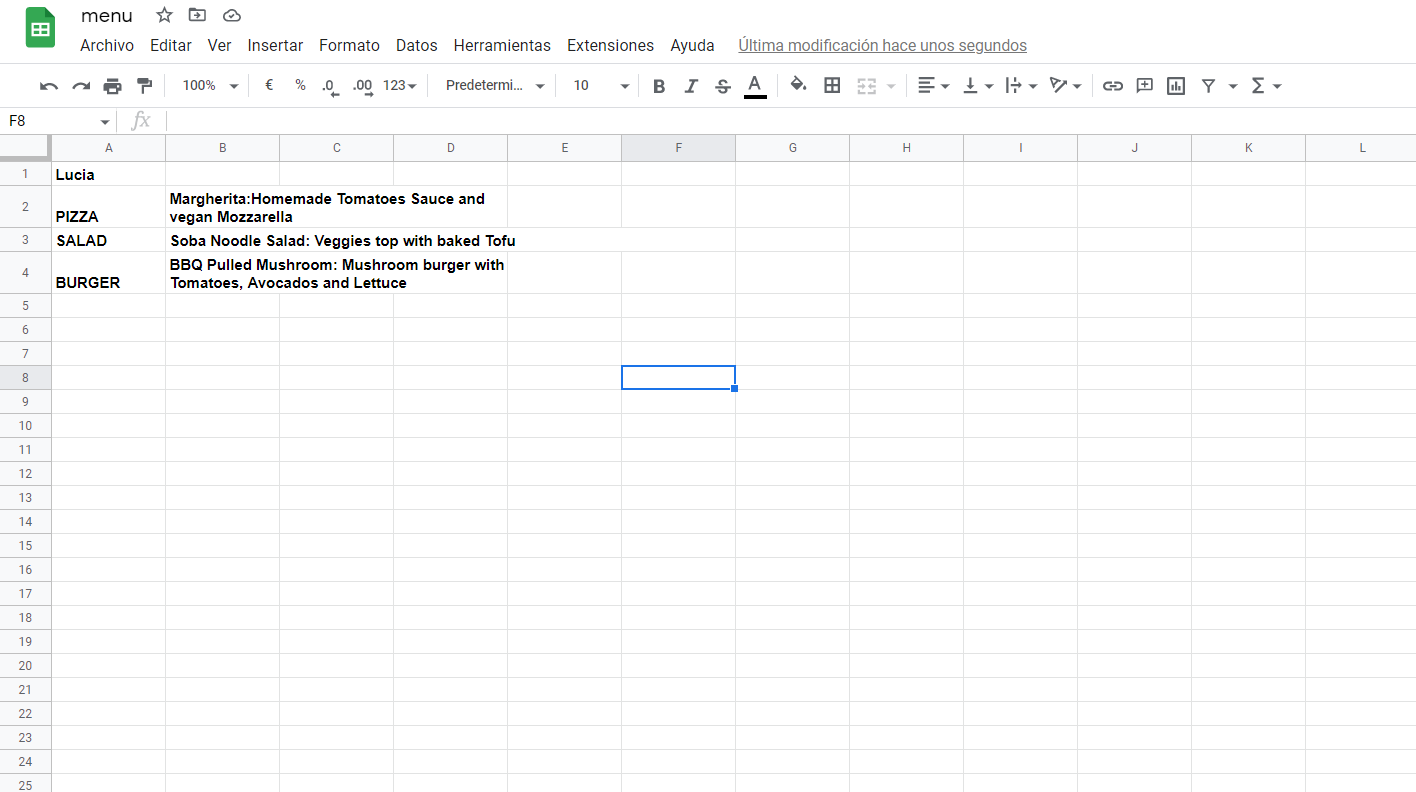 menu
Archivo Editar Ver Insertar Formato Datos Herramientas Extensiones Ayuda Última modificación hace unos segundos
100% € % .0 .00 123 Predetermi... 10 B I S A Σ
F8 fx
A B C D E F G H I J K L
1 Lucia
Margherita:Homemade Tomatoes Sauce and
2 PIZZA vegan Mozzarella
3 SALAD Soba Noodle Salad: Veggies top with baked Tofu
BBQ Pulled Mushroom: Mushroom burger with
4 BURGER Tomatoes, Avocados and Lettuce
5
6
7
8
9
10
11
12
13
14
15
16
17
18
19
20
21
22
23
24
25